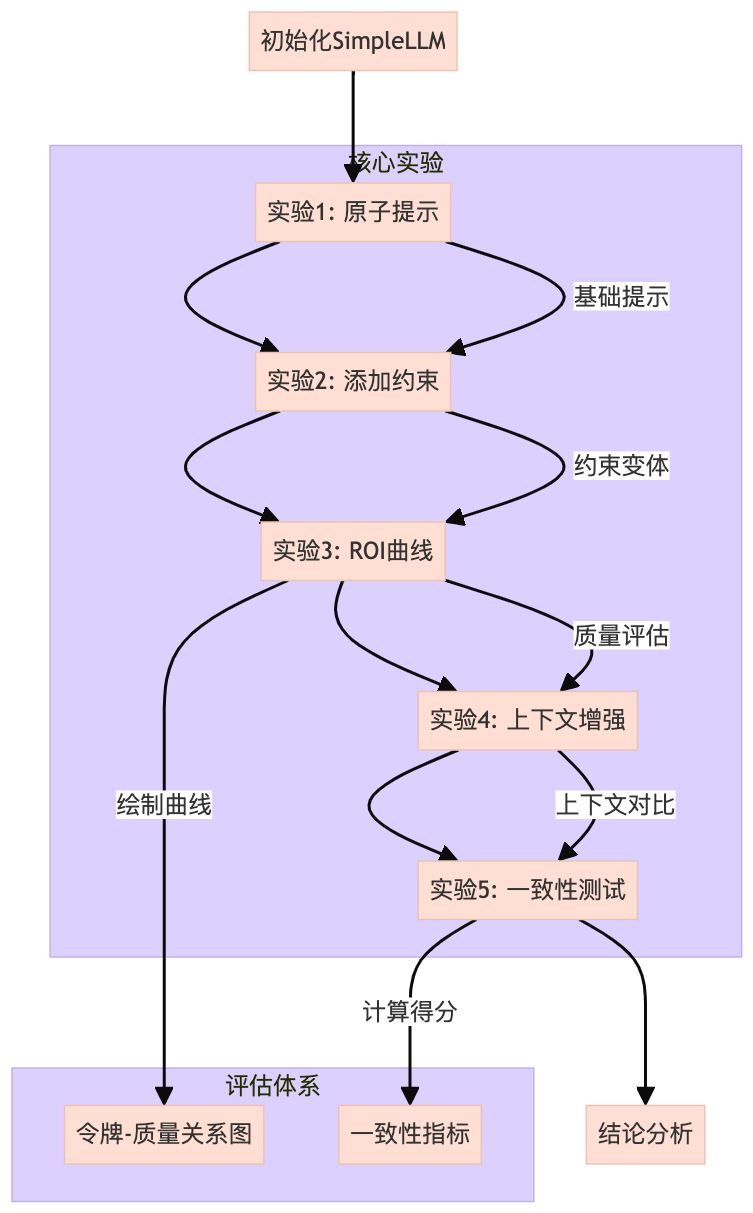 初始化SimpleLLM
核心实验
实验1: 原子提示
基础提示
实验2: 添加约束
约束变体
实验3: ROI曲线
质量评估
实验4: 上下文增强
绘制曲线
上下文对比
实验5: 一致性测试
计算得分
评估体系
令牌-质量关系图
一致性指标
结论分析